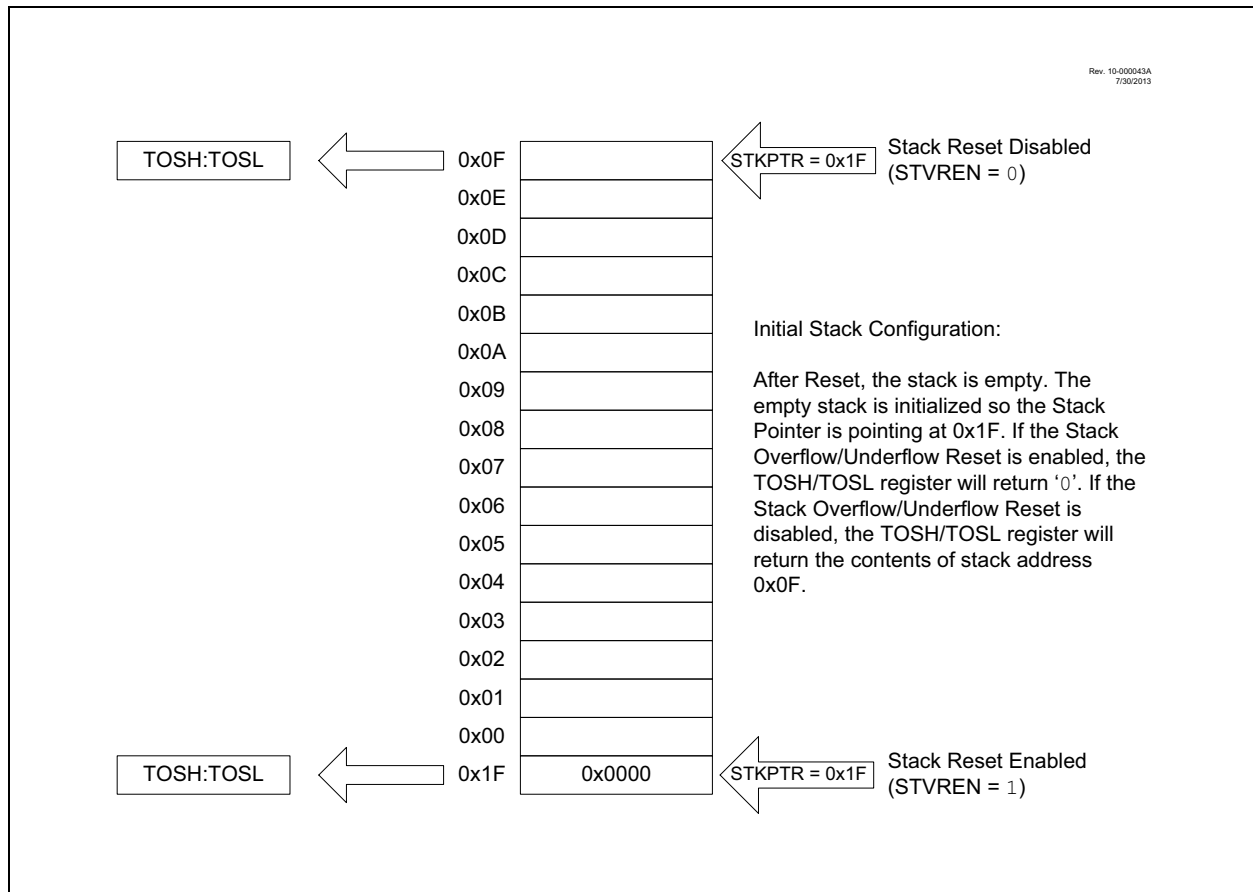 Rev. 10-000043A
7/30/2013
TOSH:TOSL
0x0F
STKPTR = 0x1F
Stack Reset Disabled
(STVREN = 0)
0x0E
0x0D
0x0C
0x0B
0x0A
0x09
0x08
0x07
0x06
0x05
0x04
0x03
0x02
0x01
0x00
Initial Stack Configuration:
After Reset, the stack is empty. The
empty stack is initialized so the Stack
Pointer is pointing at 0x1F. If the Stack
Overflow/Underflow Reset is enabled, the
TOSH/TOSL register will return ‘0’. If the
Stack Overflow/Underflow Reset is
disabled, the TOSH/TOSL register will
return the contents of stack address
0x0F.
TOSH:TOSL
0x1F
0x0000
STKPTR = 0x1F
Stack Reset Enabled
(STVREN = 1)